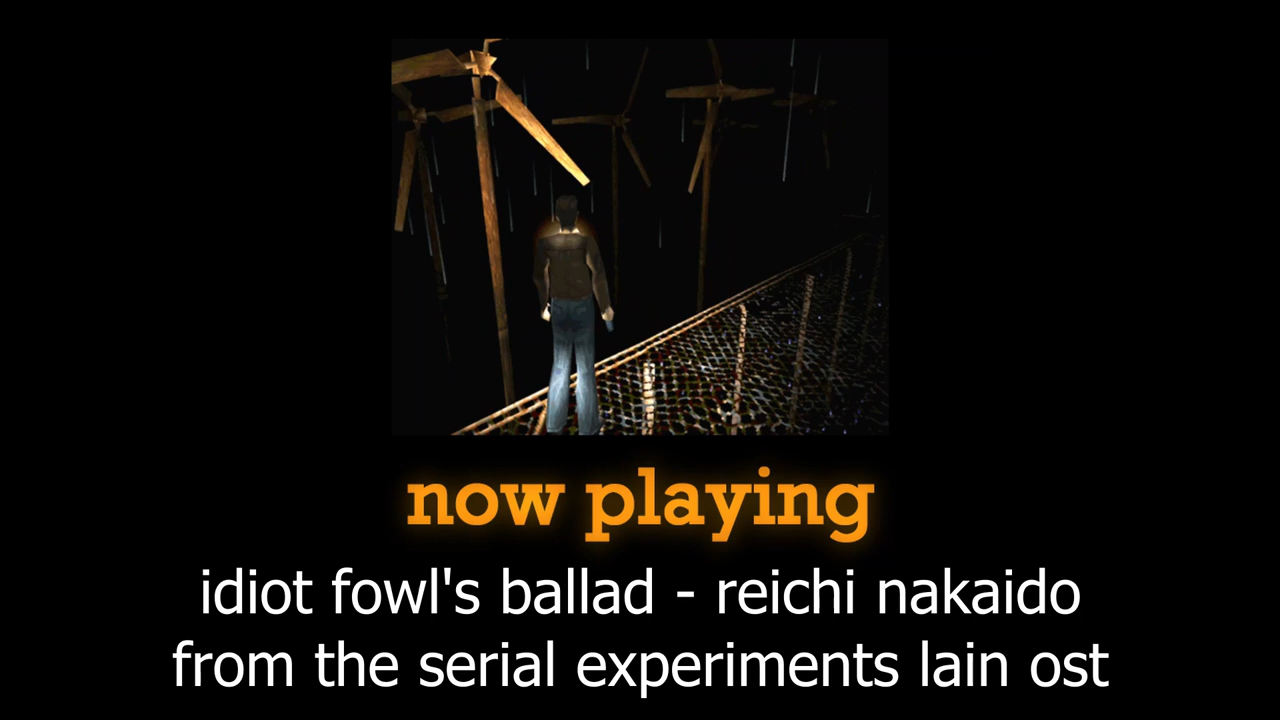 now playing
idiot fowl's ballad - reichi nakaido
from the serial experiments lain ost